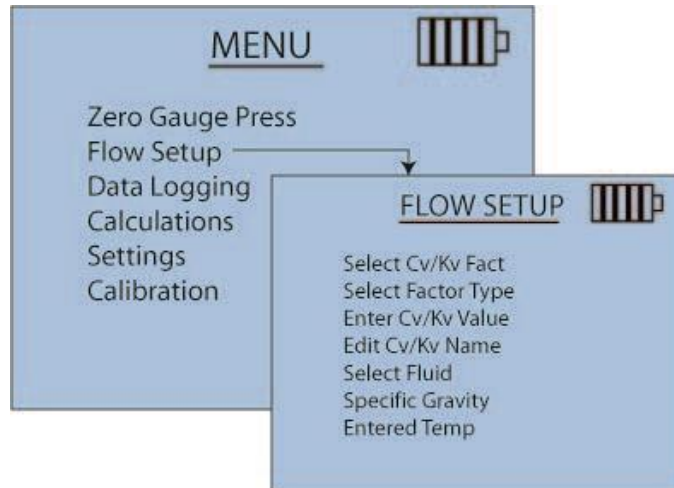 MENU
Zero Gauge Press
Flow Setup
Data Logging
Calculations
Settings
Calibration
FLOW SETUP
Select Cv/Kv Fact
Select Factor Type
Enter Cv/Kv Value
Edit Cv/Kv Name
Select Fluid
Specific Gravity
Entered Temp